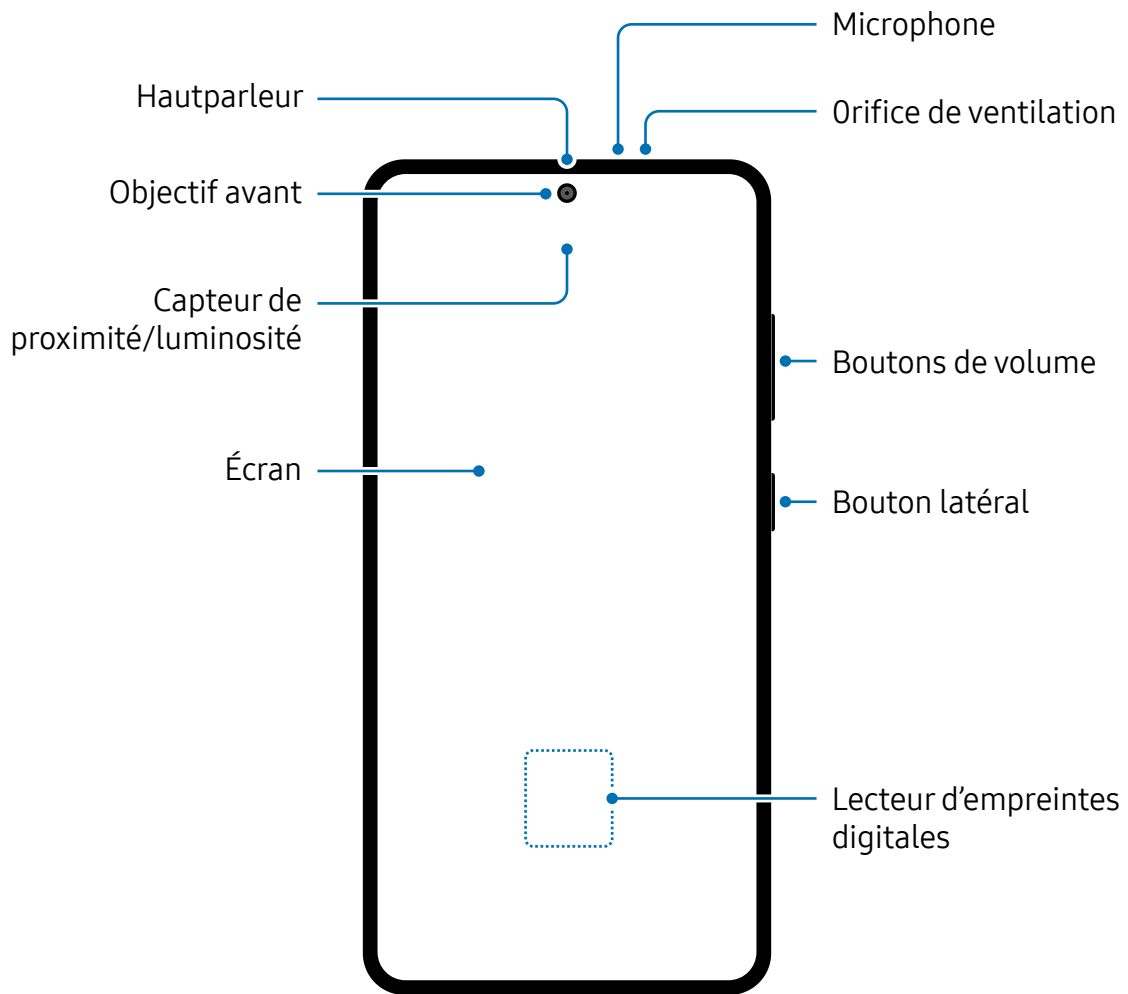 Microphone
Hautparleur
0rifice de ventilation
Objectif avant
Capteur de
proximité/luminosité
Boutons de volume
Écran
Bouton latéral
Lecteur d’empreintes
digitales